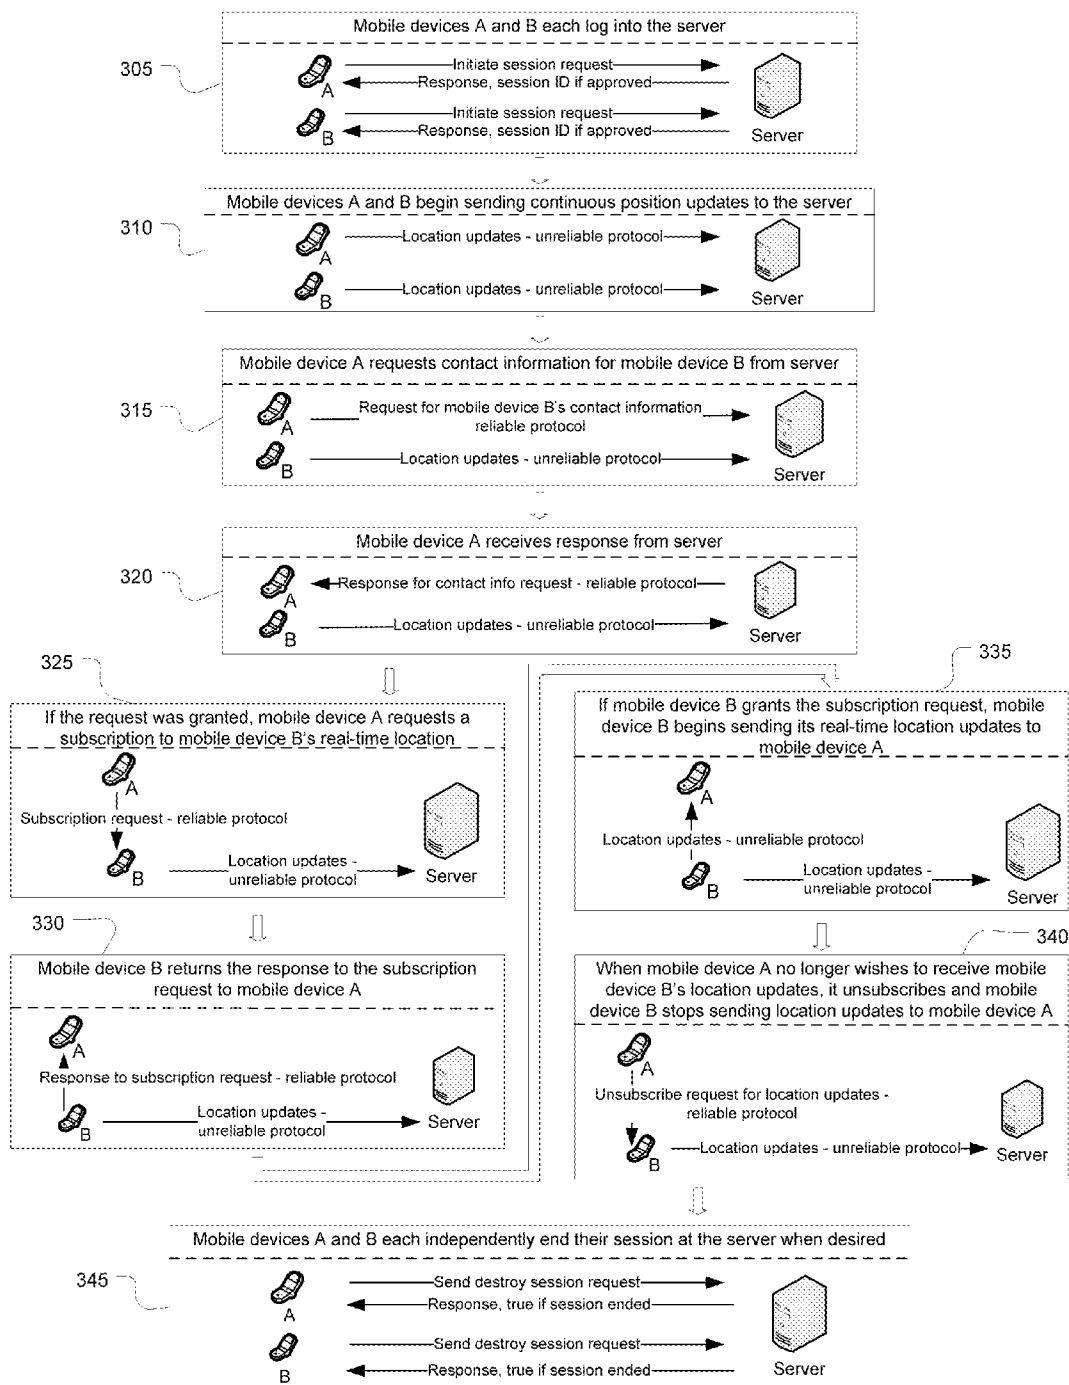 Mobile devices A and B each log into the server
305
Initiate session request
A
Response, session ID if approved
Initiate session request
B
Response, session ID if approved
Server
Mobile devices A and B begin sending continuous position updates to the server
310
Location updates - unreliable protocol
A
Location updates - unreliable protocol
B
Server
Mobile device A requests contact information for mobile device B from server
315
Request for mobile device B's contact information
reliable protocol
A
Location updates - unreliable protocol
B
Server
Mobile device A receives response from server
320
Response for contact info request - reliable protocol
A
Location updates - unreliable protocol
B
Server
325
If the request was granted, mobile device A requests a
subscription to mobile device B's real-time location
A
Subscription request - reliable protocol
B
Location updates -
unreliable protocol
Server
330
Mobile device B returns the response to the subscription
request to mobile device A
A
Response to subscription request - reliable protocol
B
Location updates -
unreliable protocol
Server
335
If mobile device B grants the subscription request, mobile
device B begins sending its real-time location updates to
mobile device A
A
Location updates - unreliable protocol
B
Location updates -
unreliable protocol
Server
340
When mobile device A no longer wishes to receive mobile
device B's location updates, it unsubscribes and mobile
device B stops sending location updates to mobile device A
A
Unsubscribe request for location updates -
reliable protocol
B
Location updates - unreliable protocol
Server
Mobile devices A and B each independently end their session at the server when desired
345
Send destroy session request
A
Response, true if session ended
Send destroy session request
B
Response, true if session ended
Server